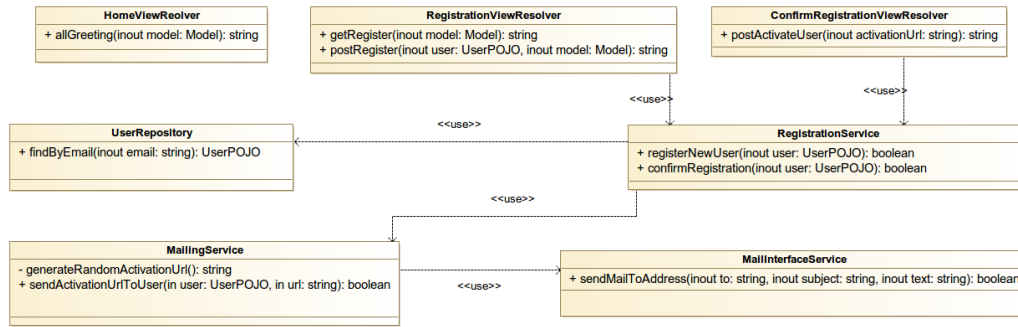 HomeViewReolver
+ allGreeting(inout model: Model): string
RegistrationViewResolver
+ getRegister(inout model: Model): string
+ postRegister(inout user: UserPOJO, inout model: Model): string
ConfirmRegistrationViewResolver
+ postActivateUser(inout activationUrl: string): string
<<use>>
<<use>>
<<use>>
UserRepository
+ findByEmail(inout email: string): UserPOJO
RegistrationService
+ registerNewUser(inout user: UserPOJO): boolean
+ confirmRegistration(inout user: UserPOJO): boolean
<<use>>
MailingService
- generateRandomActivationUrl(): string
+ sendActivationUrlToUser(in user: UserPOJO, in url: string): boolean
<<use>>
MailInterfaceService
+ sendMailToAddress(inout to: string, inout subject: string, inout text: string): boolean